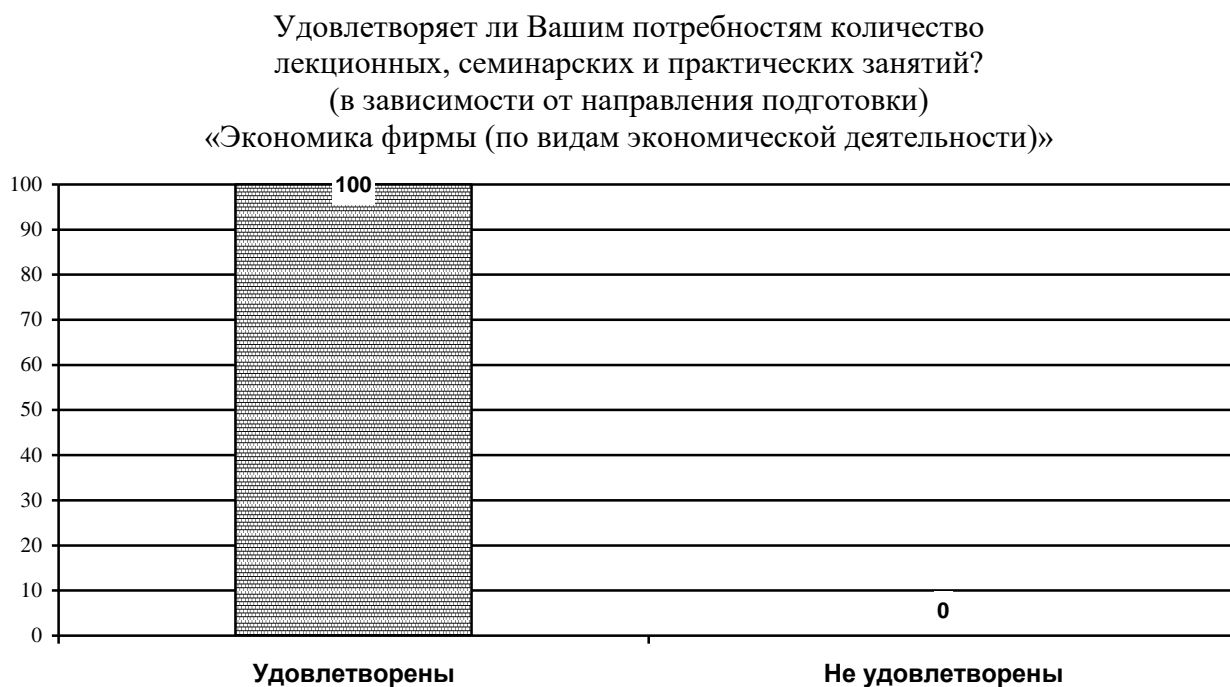 Удовлетворяет ли Вашим потребностям количество
лекционных, семинарских и практических занятий?
(в зависимости от направления подготовки)
«Экономика фирмы (по видам экономической деятельности)»
100
100
90
80
70
60
50
40
30
20
10
0
0
Удовлетворены
Не удовлетворены